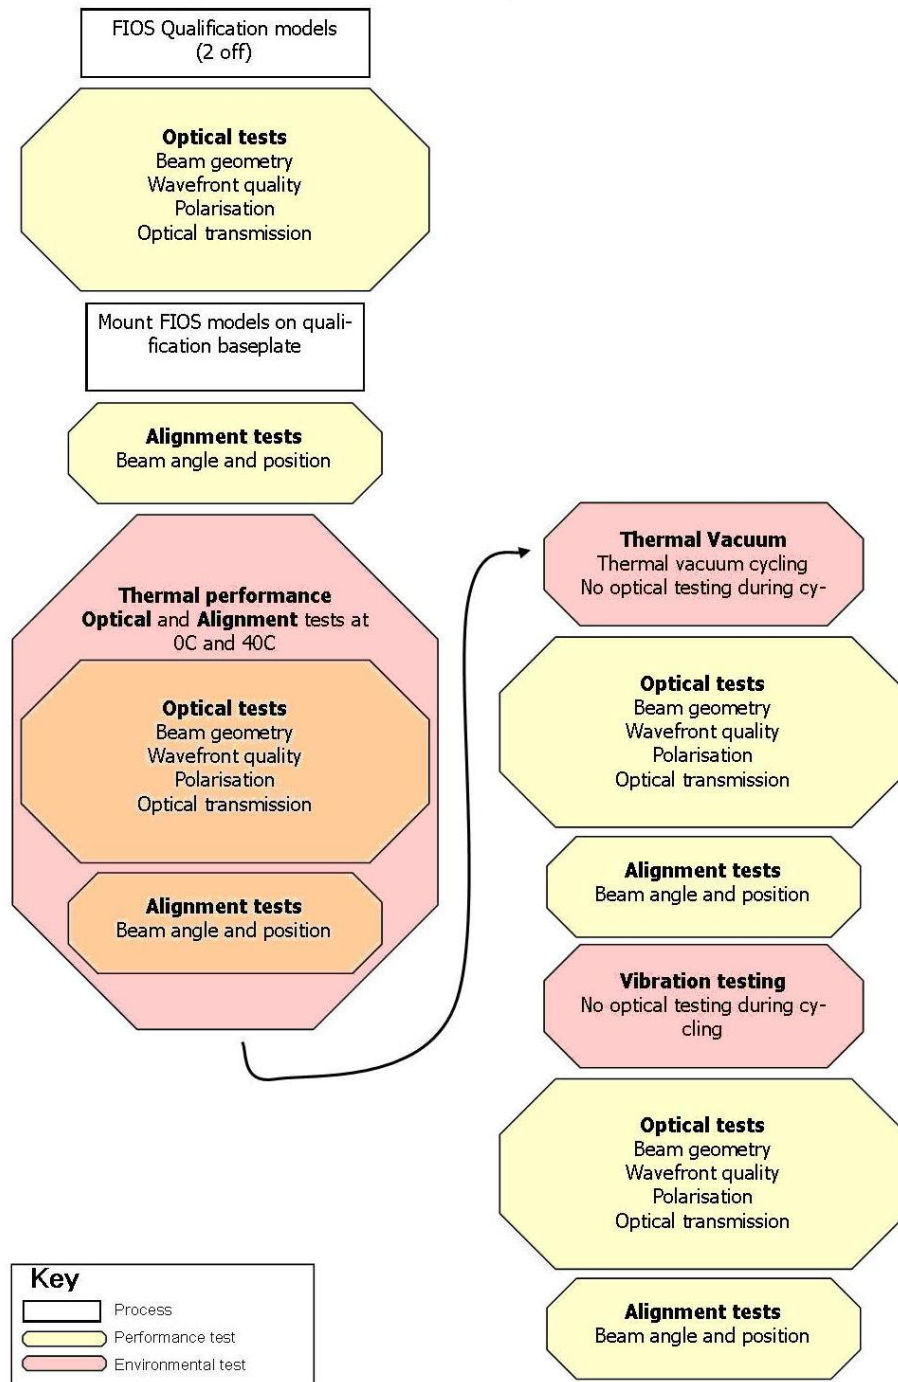 FIOS Qualification models
(2 off)
Optical tests
Beam geometry
Wavefront quality
Polarisation
Optical transmission
Mount FIOS models on quali-
fication baseplate
Alignment tests
Beam angle and position
Thermal performance
Optical and Alignment tests at
0C and 40C
Optical tests
Beam geometry
Wavefront quality
Polarisation
Optical transmission
Alignment tests
Beam angle and position
Thermal Vacuum
Thermal vacuum cycling
No optical testing during cy-
Optical tests
Beam geometry
Wavefront quality
Polarisation
Optical transmission
Alignment tests
Beam angle and position
Vibration testing
No optical testing during cy-
cling
Optical tests
Beam geometry
Wavefront quality
Polarisation
Optical transmission
Alignment tests
Beam angle and position
Key
Process
Performance test
Environmental test